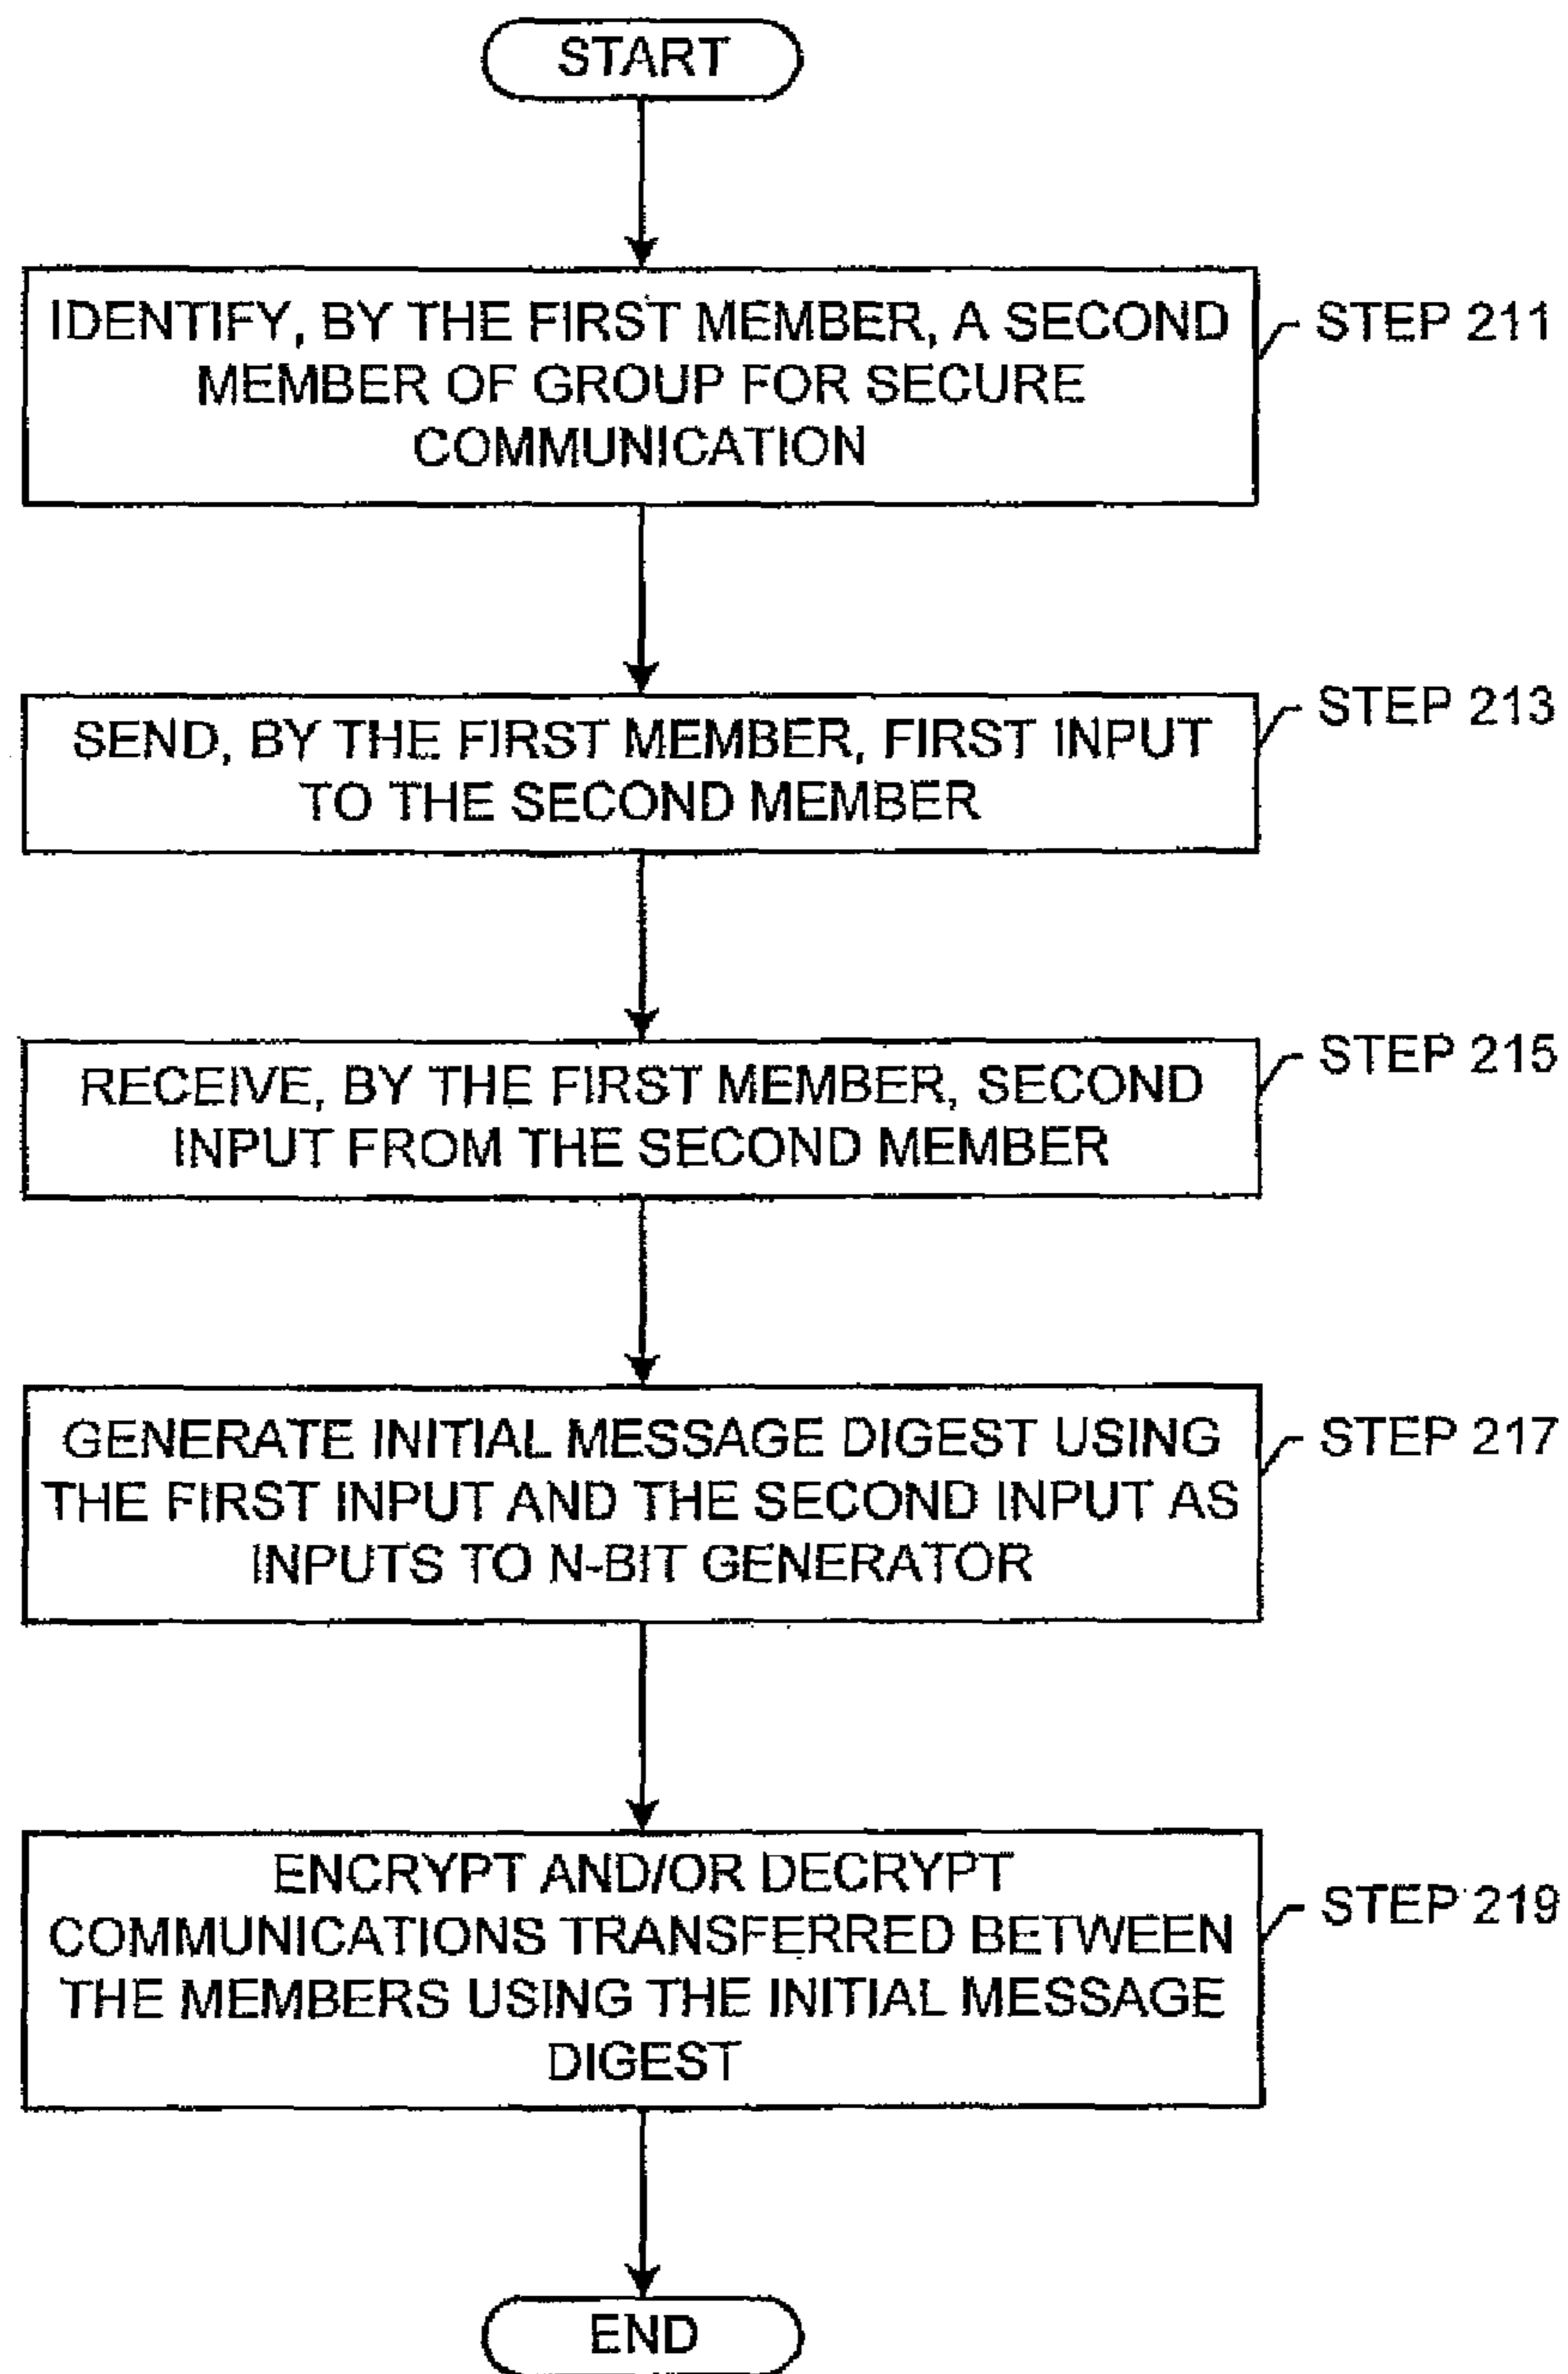 START
IDENTIFY, BY THE FIRST MEMBER, A SECOND
MEMBER OF GROUP FOR SECURE
COMMUNICATION
STEP 211
SEND, BY THE FIRST MEMBER, FIRST INPUT
TO THE SECOND MEMBER
STEP 213
RECEIVE, BY THE FIRST MEMBER, SECOND
INPUT FROM THE SECOND MEMBER
STEP 215
GENERATE INITIAL MESSAGE DIGEST USING
THE FIRST INPUT AND THE SECOND INPUT AS
INPUTS TO N-BIT GENERATOR
STEP 217
ENCRYPT AND/OR DECRYPT
COMMUNICATIONS TRANSFERRED BETWEEN
THE MEMBERS USING THE INITIAL MESSAGE
DIGEST
STEP 219
END